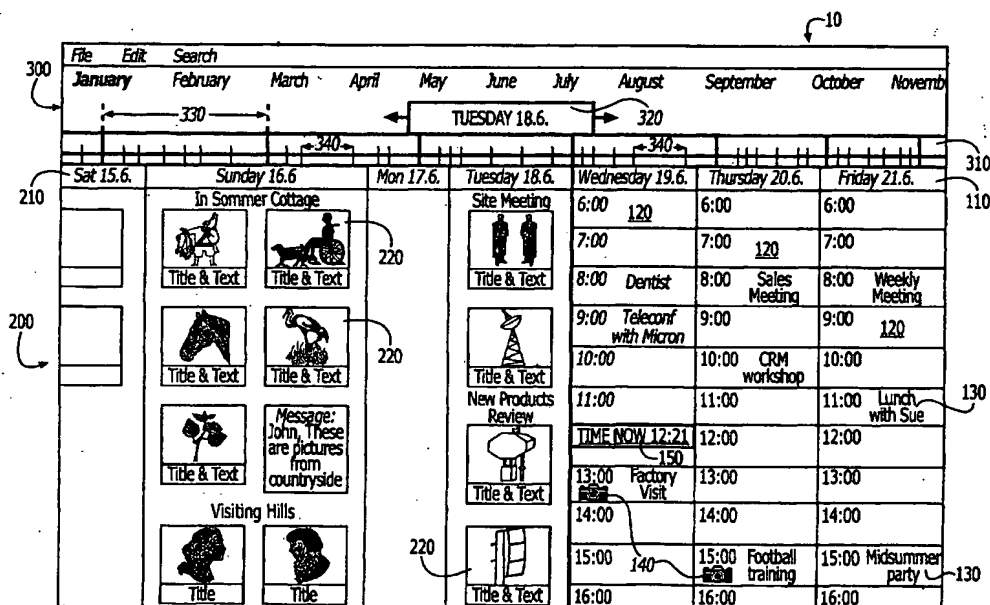 10
File Edit Search
300
January February March April May June July August September October Novemb
330
TUESDAY 18.6.
320
340
340
310
Sat 15.6. Sunday 16.6 Mon 17.6. Tuesday 18.6. Wednesday 19.6. Thursday 20.6. Friday 21.6.
210
110
In Sommer Cottage
Title & Text Title & Text
220
Title & Text Title & Text
220
200
Title & Text
Message:
John, These
are pictures
from
countryside
Visiting Hills
Title Title
Site Meeting
Title & Text
Title & Text
New Products
Review
Title & Text
220
Title & Text
6:00 120
7:00
8:00 Dentist
9:00 Teleconf
with Micron
10:00
11:00
TIME NOW 12:21
150
13:00 Factory
Visit
14:00
15:00 140
16:00
6:00
7:00 120
8:00 Sales
Meeting
9:00
10:00 CRM
workshop
11:00
12:00
13:00
14:00
15:00 Football
training
16:00
6:00
7:00
8:00 Weekly
Meeting
9:00 120
10:00
11:00 Lunch
with Sue
130
12:00
13:00
14:00
15:00 Midsummer
party
130
16:00